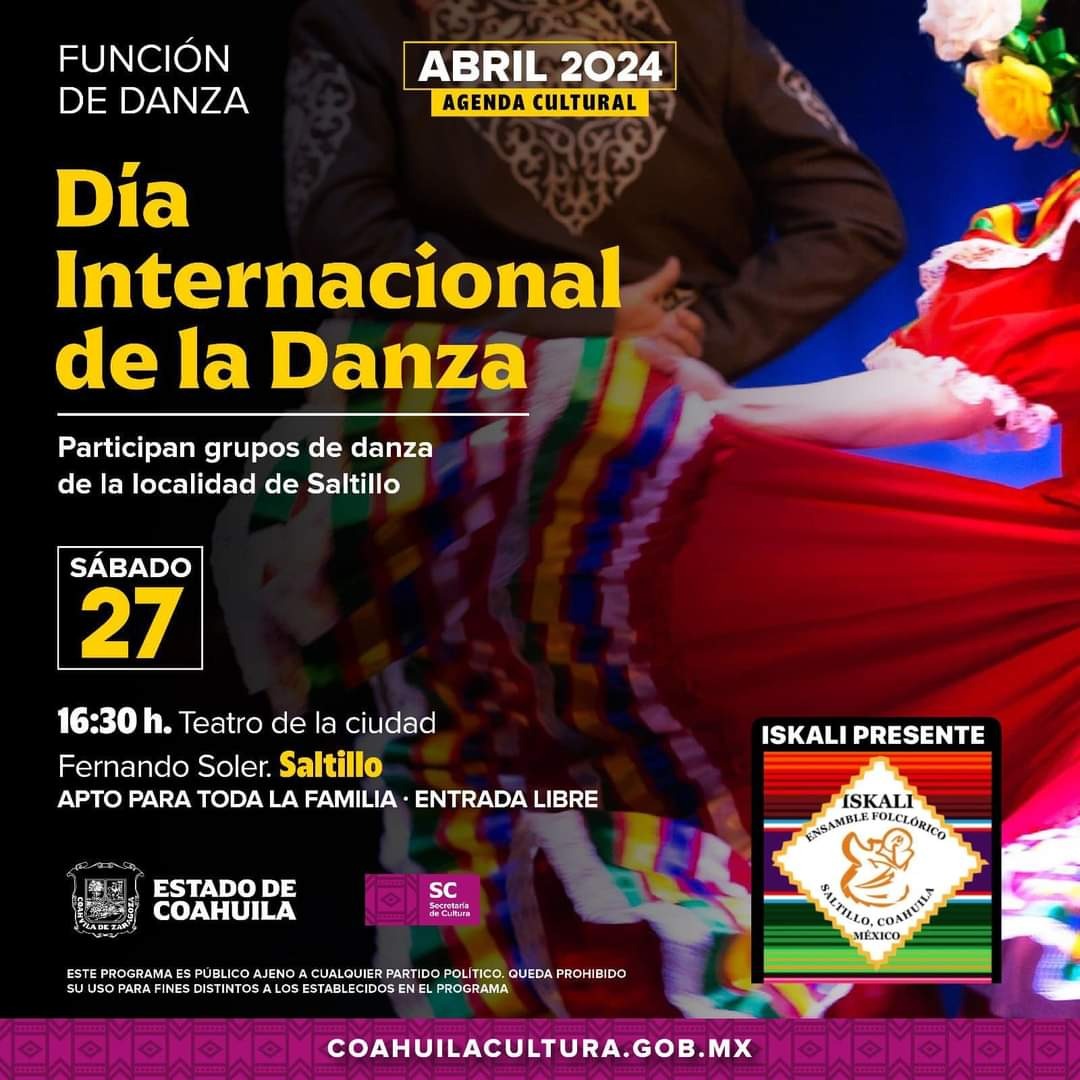 FUNCIÓN
DE DANZA
ABRIL 2024
AGENDA CULTURAL
Día
Internacional
de la Danza
Participan grupos de danza
de la localidad de Saltillo
SÁBADO
27
16:30 h. Teatro de la ciudad
Fernando Soler. Saltillo
APTO PARA TODA LA FAMILIA · ENTRADA LIBRE
ISKALI PRESENTE
ISKALI
ENSAMBLE FOLCLÓRICO
SALTILLO, COAHUILA
MÉXICO
COAHUILA DE ZARAGOZA
ESTADO DE
COAHUILA
SC
Secretaría
de Cultura
ESTE PROGRAMA ES PÚBLICO AJENO A CUALQUIER PARTIDO POLÍTICO. QUEDA PROHIBIDO
SU USO PARA FINES DISTINTOS A LOS ESTABLECIDOS EN EL PROGRAMA
COAHUILACULTURA.GOB.MX